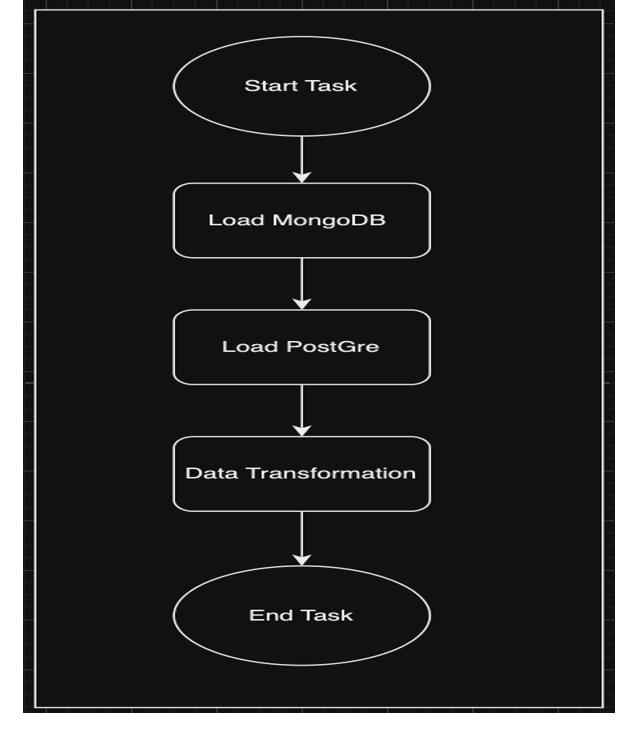 Start Task
Load MongoDB
Load PostGre
Data Transformation
End Task